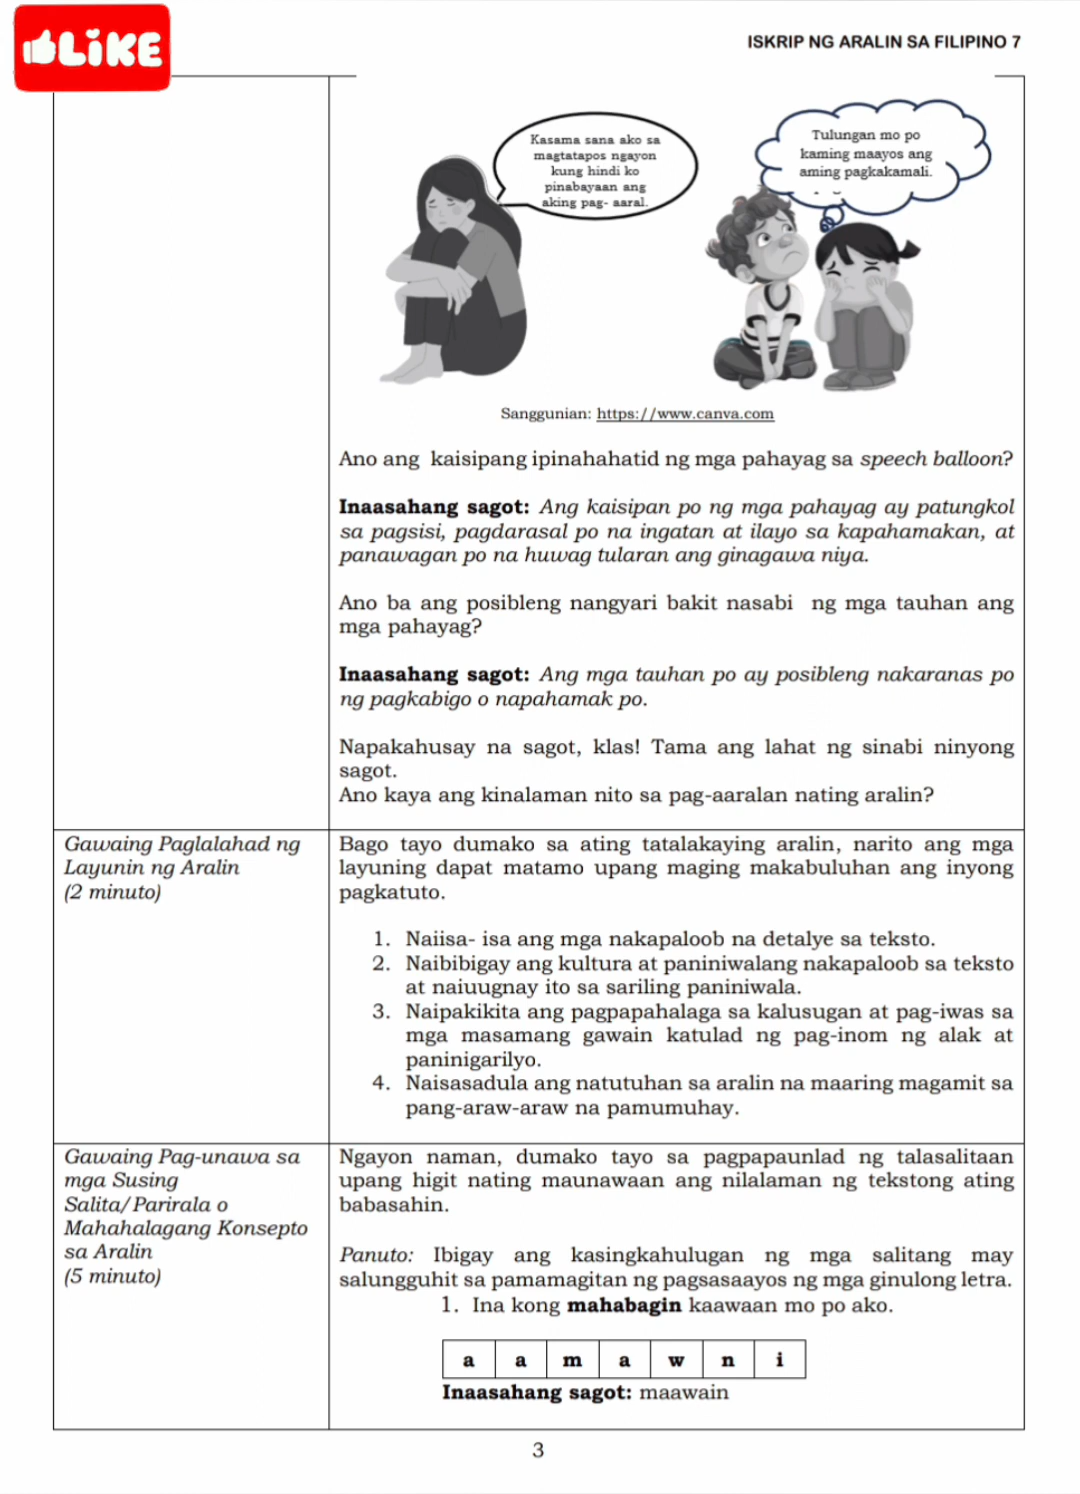 LiKE
ISKRIP NG ARALIN SA FILIPINO 7
Kasama sana ako sa
magtatapos ngayon
kung hindi ko
pinabayaan ang
aking pag- aaral.
Tulungan mo po
kaming maayos ang
aming pagkakamali.
Sanggunian: https://www.canva.com
Ano ang kaisipang ipinahahatid ng mga pahayag sa speech balloon?
Inaasahang sagot: Ang kaisipan po ng mga pahayag ay patungkol
sa pagsisi, pagdarasal po na ingatan at ilayo sa kapahamakan, at
panawagan po na huwag tularan ang ginagawa niya.
Ano ba ang posibleng nangyari bakit nasabi ng mga tauhan ang
mga pahayag?
Inaasahang sagot: Ang mga tauhan po ay posibleng nakaranas po
ng pagkabigo o napahamak po.
Napakahusay na sagot, klas! Tama ang lahat ng sinabi ninyong
sagot.
Ano kaya ang kinalaman nito sa pag-aaralan nating aralin?
Gawaing Paglalahad ng
Layunin ng Aralin
(2 minuto)
Bago tayo dumako sa ating tatalakaying aralin, narito ang mga
layuning dapat matamo upang maging makabuluhan ang inyong
pagkatuto.
1. Naiisa- isa ang mga nakapaloob na detalye sa teksto.
2. Naibibigay ang kultura at paniniwalang nakapaloob sa teksto
at naiuugnay ito sa sariling paniniwala.
3. Naipakikita ang pagpapahalaga sa kalusugan at pag-iwas sa
mga masamang gawain katulad ng pag-inom ng alak at
paninigarilyo.
4. Naisasadula ang natutuhan sa aralin na maaring magamit sa
pang-araw-araw na pamumuhay.
Gawaing Pag-unawa sa
mga Susing
Salita/Parirala o
Mahahalagang Konsepto
sa Aralin
(5 minuto)
Ngayon naman, dumako tayo sa pagpapaunlad ng talasalitaan
upang higit nating maunawaan ang nilalaman ng tekstong ating
babasahin.
Panuto: Ibigay ang kasingkahulugan ng mga salitang may
salungguhit sa pamamagitan ng pagsasaayos ng mga ginulong letra.
1. Ina kong mahabagin kaawaan mo po ako.
a a m a w n i
Inaasahang sagot: maawain
3